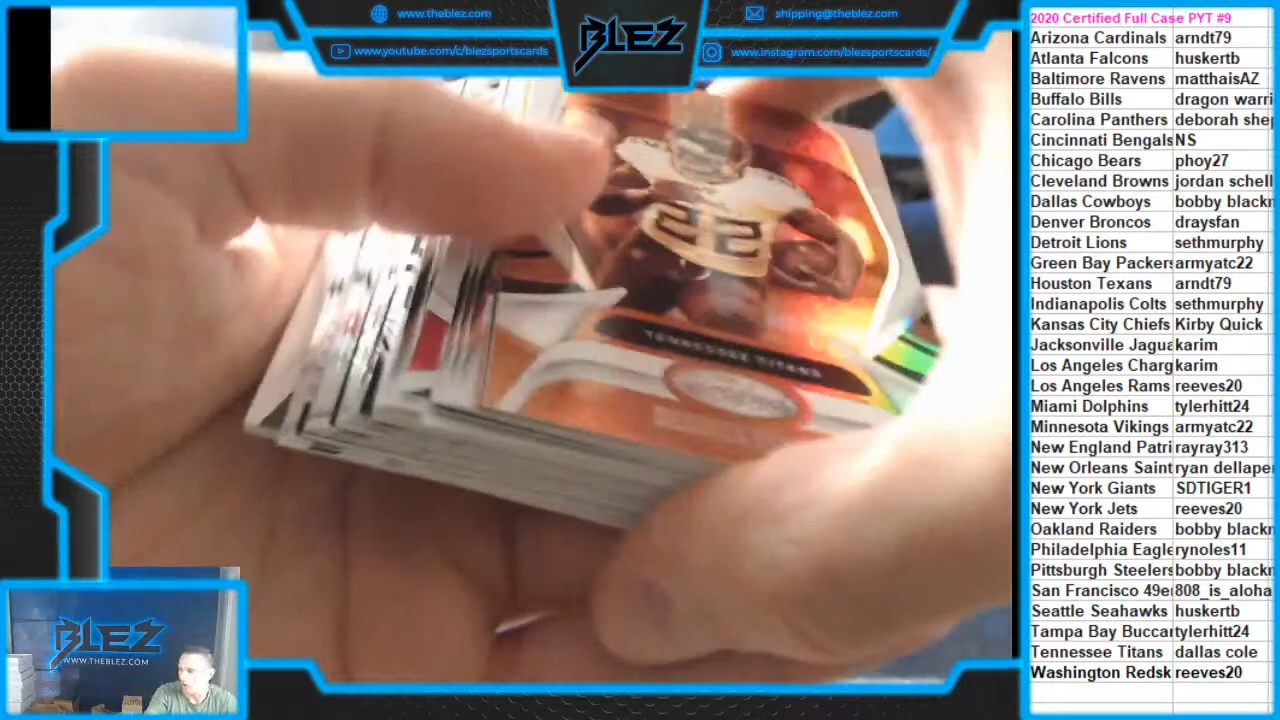 www.theblez.com
BLEZ
shipping@theblez.com
www.youtube.com/c/blezsportscards
www.instagram.com/blezsportscards/
22
TENNESSEE TITANS
BLEZ
WWW.THEBLEZ.COM
2020 Certified Full Case PYT #9
Arizona Cardinals arndt79
Atlanta Falcons huskertb
Baltimore Ravens matthaisAZ
Buffalo Bills dragon warri
Carolina Panthers deborah shep
Cincinnati Bengals NS
Chicago Bears phoy27
Cleveland Browns jordan schell
Dallas Cowboys bobby blackn
Denver Broncos draysfan
Detroit Lions sethmurphy
Green Bay Packers armyatc22
Houston Texans arndt79
Indianapolis Colts sethmurphy
Kansas City Chiefs Kirby Quick
Jacksonville Jagua karim
Los Angeles Charg karim
Los Angeles Rams reeves20
Miami Dolphins tylerhitt24
Minnesota Vikings armyatc22
New England Patri rayray313
New Orleans Saint ryan dellape
New York Giants SDTIGER1
New York Jets reeves20
Oakland Raiders bobby blackn
Philadelphia Eagle rynoles11
Pittsburgh Steelers bobby blackn
San Francisco 49e 808_is_aloha
Seattle Seahawks huskertb
Tampa Bay Buccan tylerhitt24
Tennessee Titans dallas cole
Washington Redsk reeves20